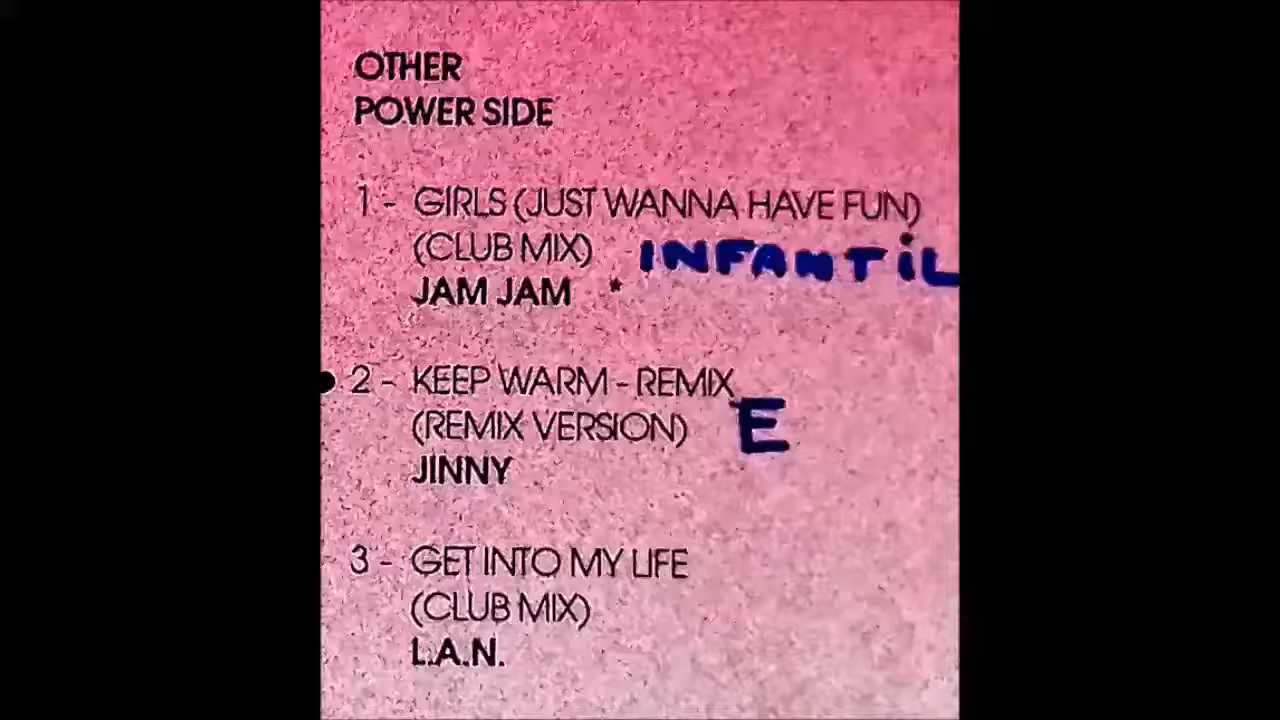 OTHER
POWER SIDE
1 - GIRLS (JUST WANNA HAVE FUN)
(CLUB MIX) INFANTiL
JAM JAM *
2 - KEEP WARM - REMIX
(REMIX VERSION) E
JINNY
3 - GET INTO MY LIFE
(CLUB MIX)
L.A.N.